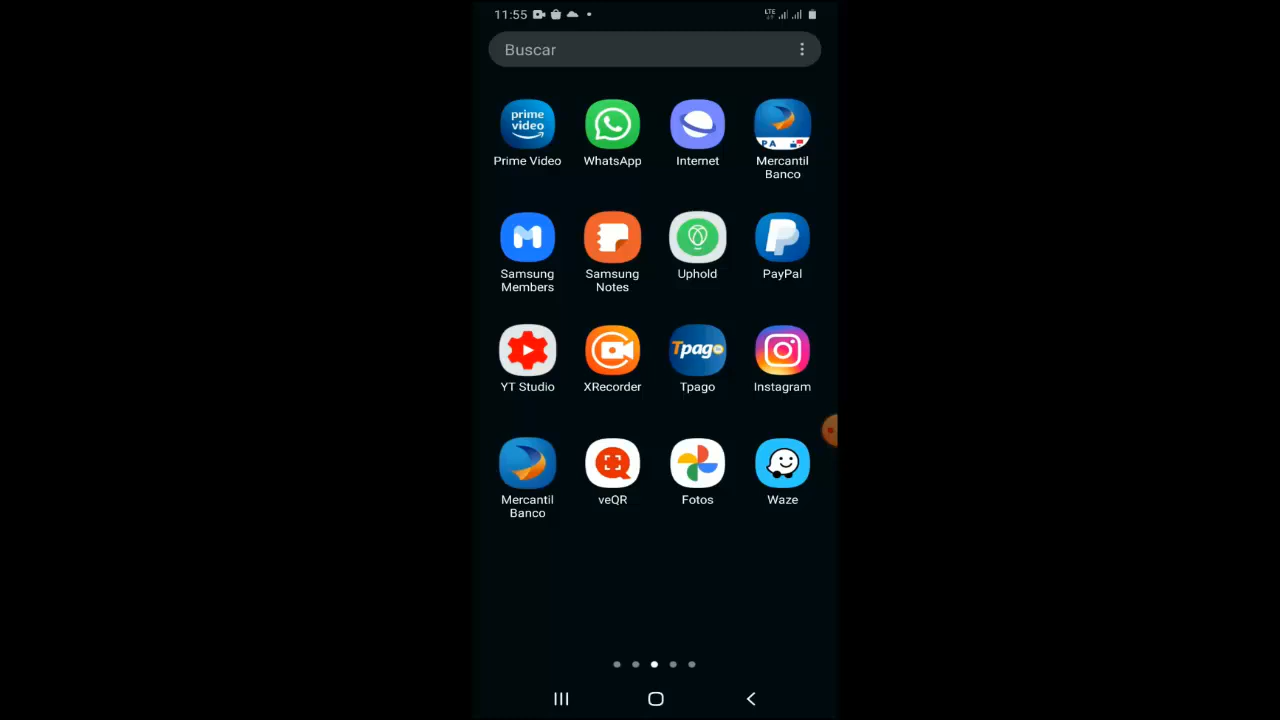 11:55
LTE
Buscar
prime
video
PA
Prime Video
WhatsApp
Internet
Mercantil
Banco
Samsung
Members
Samsung
Notes
Uphold
PayPal
Tpago
YT Studio
XRecorder
Tpago
Instagram
Mercantil
Banco
veQR
Fotos
Waze